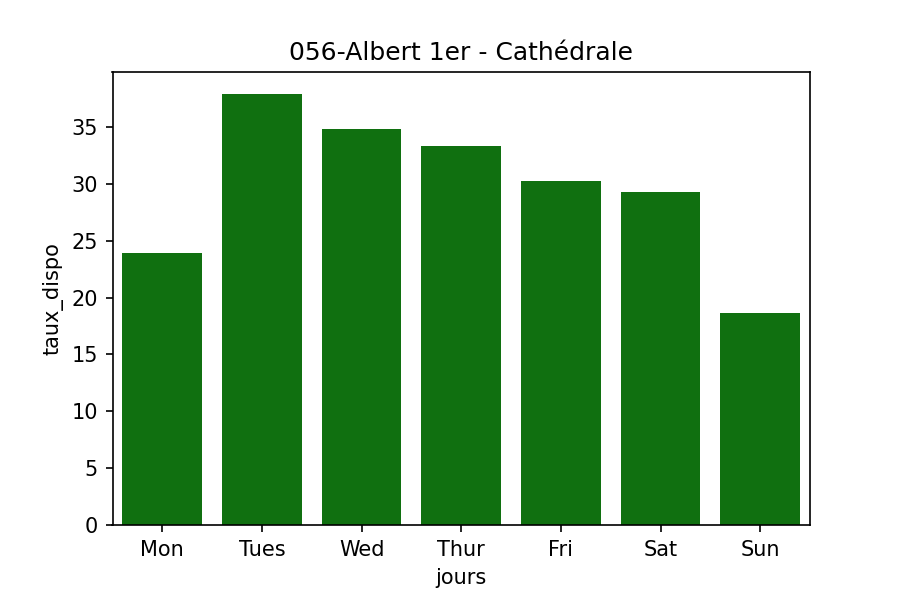 056-Albert 1er - Cathédrale
taux_dispo
35
30
25
20
15
10
5
0
Mon Tues Wed Thur Fri Sat Sun
jours